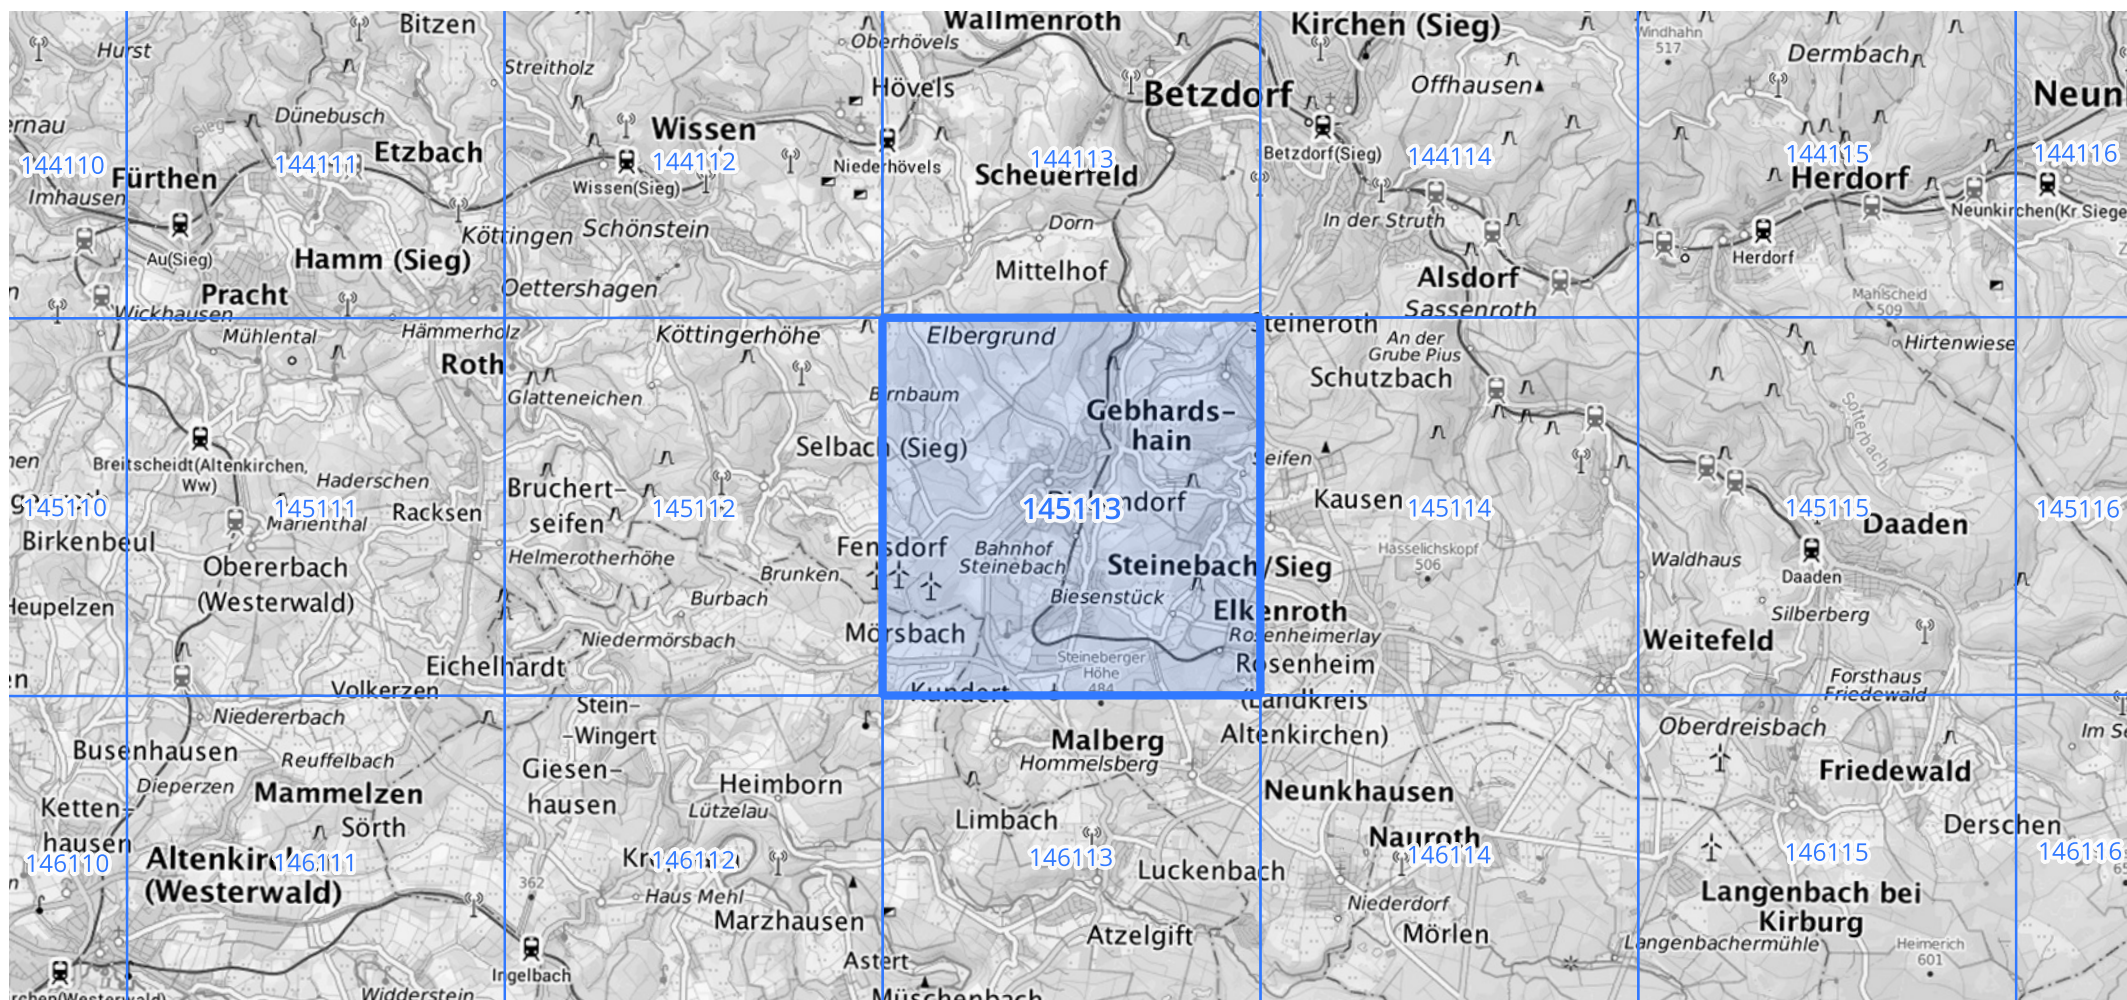 Bitzen
Wallmenroth
Kirchen (Sieg)
Hurst
Oberhövels
Windhahn
517
Dermbach
Streitholz
Hövels
Offhausen
Betzdorf
Neun
ernau
Dünebusch
Sieg
Wissen
Etzbach
Betzdorf(Sieg)
144110
144111
144112
Niederhövels
144113
144114
144115
144116
Fürthen
Wissen(Sieg)
Scheuerfeld
Herdorf
Imhausen
Neunkirchen(Kr Siege
Köttingen
Schönstein
Dorn
In der Struth
Au(Sieg)
Hamm (Sieg)
Mittelhof
Alsdorf
Herdorf
Pracht
Oettershagen
Sassenroth
Mahlscheid
509
Wickhausen
Mühlental
Hämmerholz
Köttingerhöhe
Elbergrund
Steineroth
An der
Grube Pius
Hirtenwiese
Roth
Glatteneichen
Birnbaum
Schutzbach
Gebhards-
hain
Sotterbach
Selbach (Sieg)
Seifen
Breitscheidt(Altenkirchen,
Ww)
Haderschen
Bruchert-
seifen
Kausen
145110
145111
145112
145113
145114
145115
145116
Marienthal
Racksen
Daaden
Birkenbeul
Helmerotherhöhe
Fensdorf
Bahnhof
Steinebach
Hasselichskopf
506
Waldhaus
Obererbach
(Westerwald)
Brunken
Steinebach/Sieg
Daaden
Heupelzen
Burbach
Biesenstück
Elkenroth
Silberberg
Niedermörsbach
Mörsbach
Rosenheimerlay
Weitefeld
Eichelhardt
Steineberger
Höhe
484
Rosenheim
(Landkreis
Altenkirchen)
Forsthaus
Friedewald
Volkerzen
Kundert
Niedererbach
Stein-
-Wingert
Oberdreisbach
Busenhausen
Reuffelbach
Malberg
Hommelsberg
Dieperzen
Giesen-
hausen
Heimborn
Friedewald
Mammelzen
Neunkhausen
Ketten-
hausen
Sörth
Lützelau
Limbach
Nauroth
Derschen
146110
146111
146112
146113
146114
146115
146116
(Westerwald)
Luckenbach
362
Haus Mehl
Niederdorf
Langenbach bei
Kirburg
Marzhausen
Atzelgift
Mörlen
Langenbachermühle
Heimerich
601
Astert
Ingelbach
Müschenbach
Widderstein